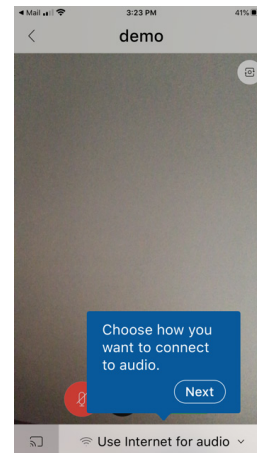 Mail 3:23 PM 41%
demo
Choose how you
want to connect
to audio.
Next
Use Internet for audio